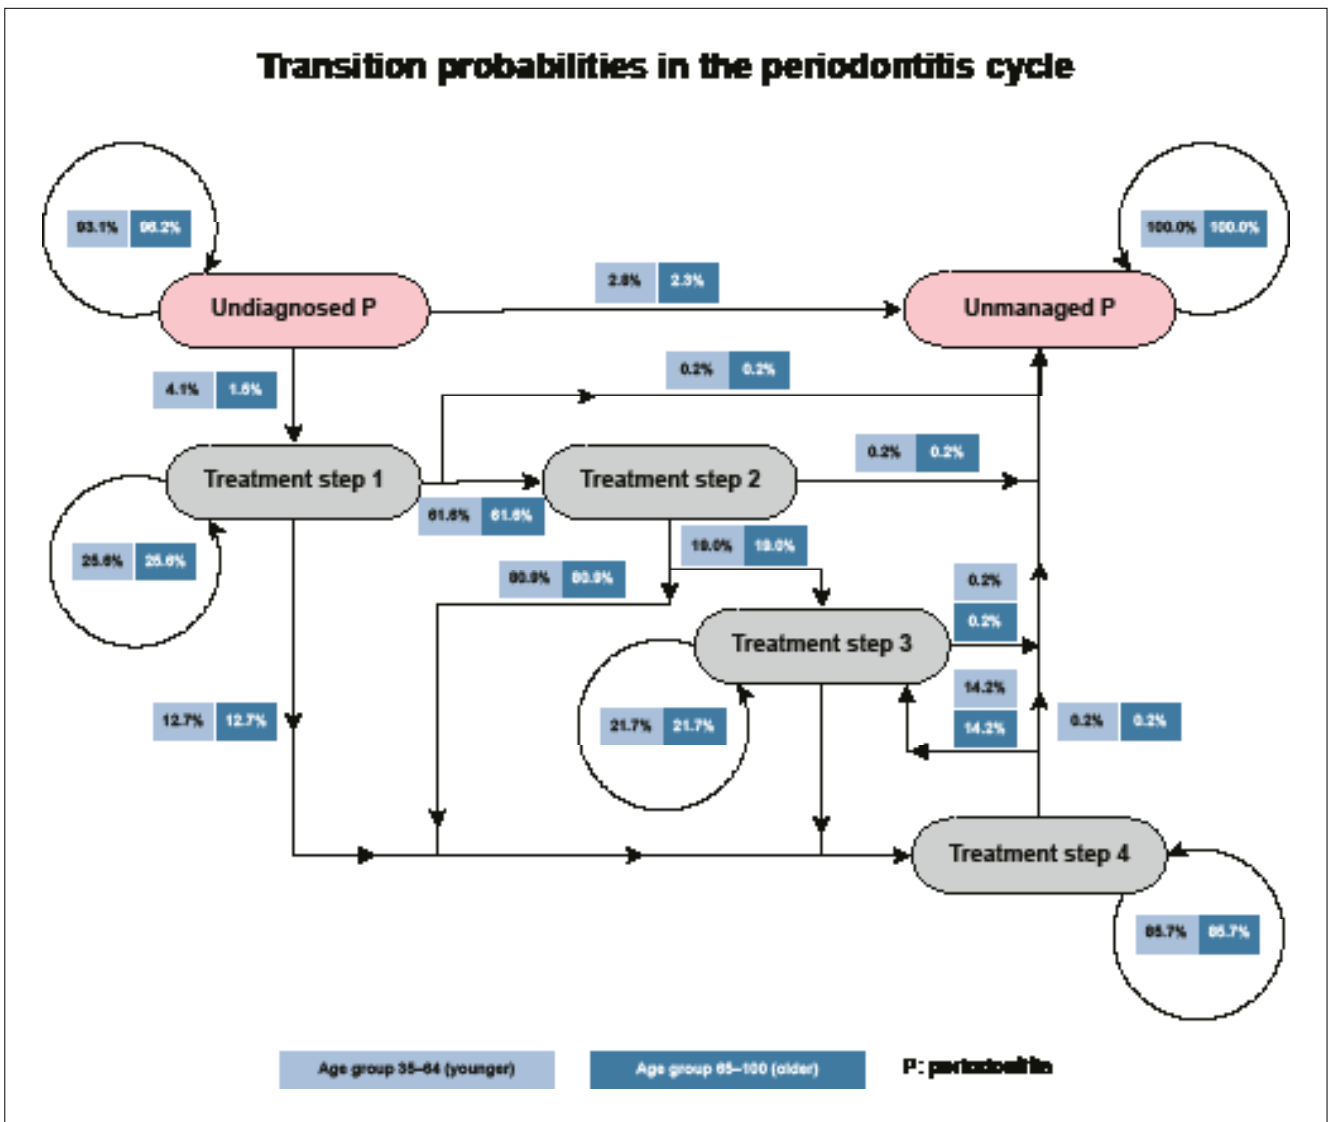 Transition probabilities in the periodontitis cycle
93.1% 96.2%
100.0% 100.0%
2.8% 2.3%
Undiagnosed P
Unmanaged P
0.2% 0.2%
4.1% 1.5%
0.2% 0.2%
Treatment step 1
Treatment step 2
61.6% 61.6%
19.0% 19.0%
25.6% 25.6%
80.9% 80.9%
0.2%
0.2%
Treatment step 3
14.2%
14.2%
12.7% 12.7%
21.7% 21.7%
0.2% 0.2%
Treatment step 4
85.7% 85.7%
Age group 35–64 (younger)
Age group 65–100 (older)
P: periodontitis